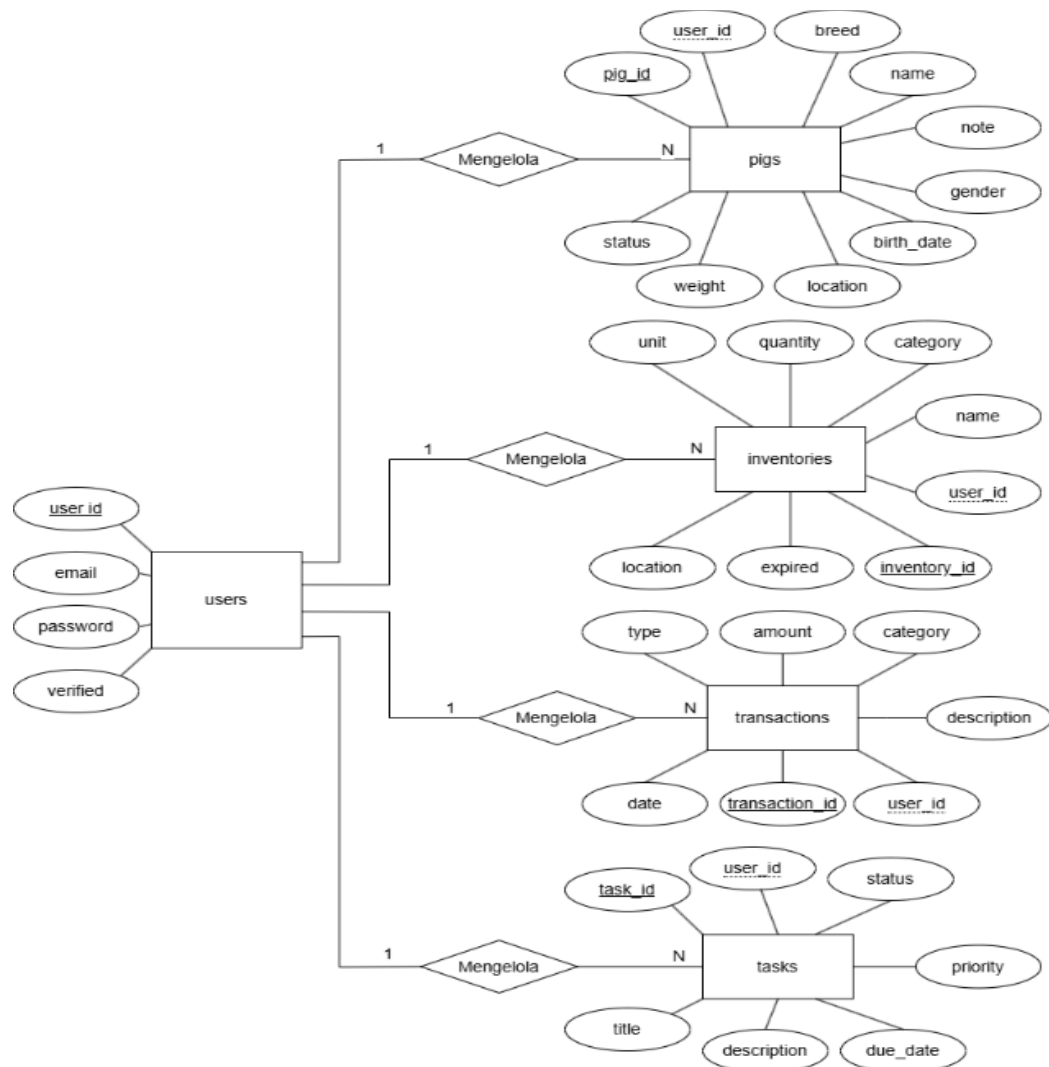 user_id
breed
pig_id
name
note
1
Mengelola
N
pigs
gender
status
birth_date
weight
location
unit
quantity
category
name
1
Mengelola
N
inventories
user_id
location
expired
inventory_id
user id
email
users
password
verified
type
amount
category
1
Mengelola
N
transactions
description
date
transaction_id
user_id
user_id
status
task_id
1
Mengelola
N
tasks
priority
title
description
due_date